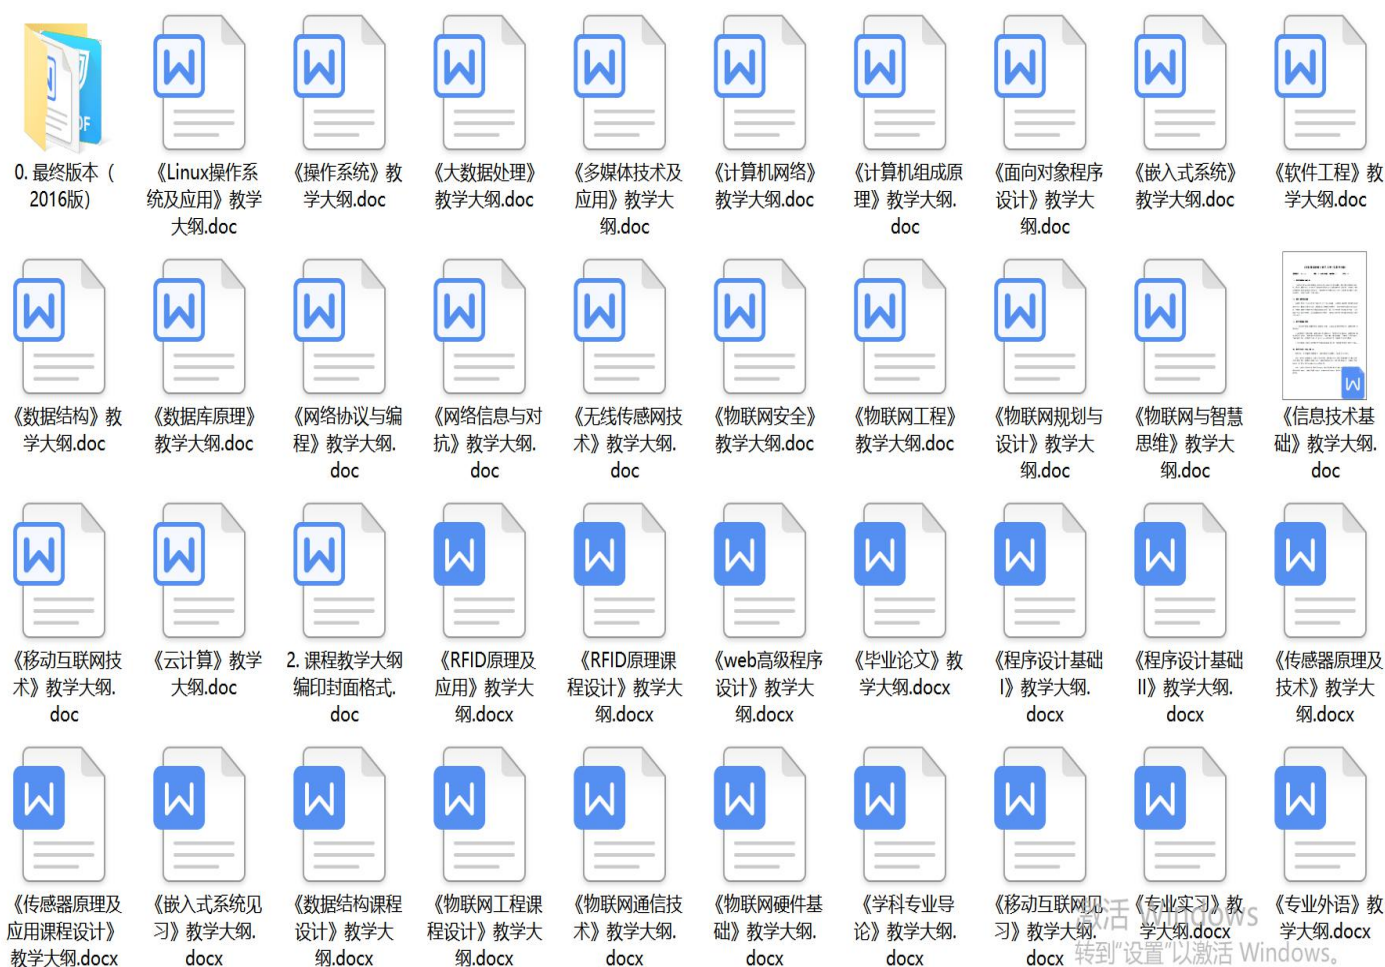 0. 最终版本（
2016版）
《Linux操作系
统及应用》教学
大纲.doc
《操作系统》教
学大纲.doc
《大数据处理》
教学大纲.doc
《多媒体技术及
应用》教学大
纲.doc
《计算机网络》
教学大纲.doc
《计算机组成原
理》教学大纲.
doc
《面向对象程序
设计》教学大
纲.doc
《嵌入式系统》
教学大纲.doc
《软件工程》教
学大纲.doc
《数据结构》教
学大纲.doc
《数据库原理》
教学大纲.doc
《网络协议与编
程》教学大纲.
doc
《网络信息与对
抗》教学大纲.
doc
《无线传感网技
术》教学大纲.
doc
《物联网安全》
教学大纲.doc
《物联网工程》
教学大纲.doc
《物联网规划与
设计》教学大
纲.doc
《物联网与智慧
思维》教学大
纲.doc
《信息技术基
础》教学大纲.
doc
《移动互联网技
术》教学大纲.
doc
《云计算》教学
大纲.doc
2. 课程教学大纲
编印封面格式.
doc
《RFID原理及
应用》教学大
纲.docx
《RFID原理课
程设计》教学大
纲.docx
《web高级程序
设计》教学大
纲.docx
《毕业论文》教
学大纲.docx
《程序设计基础
I》教学大纲.
docx
《程序设计基础
II》教学大纲.
docx
《传感器原理及
技术》教学大
纲.docx
《传感器原理及
应用课程设计》
教学大纲.docx
《嵌入式系统见
习》教学大纲.
docx
《数据结构课程
设计》教学大
纲.docx
《物联网工程课
程设计》教学大
纲.docx
《物联网通信技
术》教学大纲.
docx
《物联网硬件基
础》教学大纲.
docx
《学科专业导
论》教学大纲.
docx
《移动互联网见
习》教学大纲.
docx
《专业实习》教
学大纲.docx
《专业外语》教
学大纲.docx
激活 Windows
转到"设置"以激活 Windows。